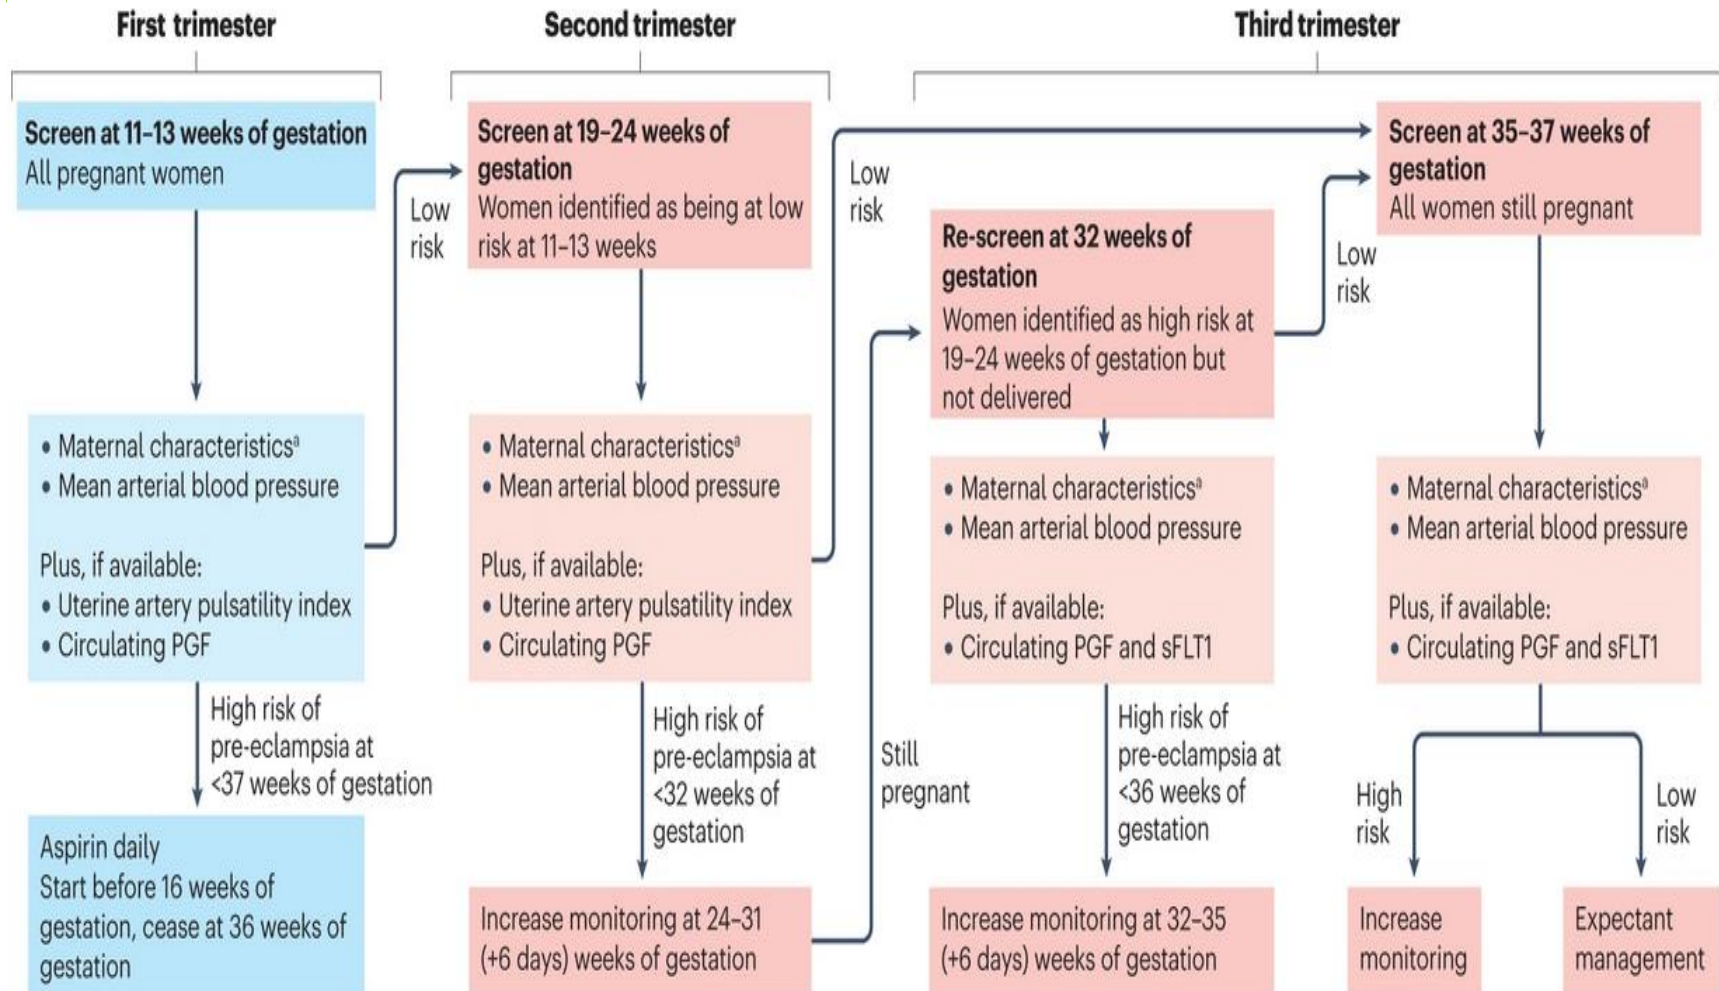 First trimester
Second trimester
Third trimester
Screen at 11–13 weeks of gestation
All pregnant women
Low
risk
• Maternal characteristicsᵃ
• Mean arterial blood pressure
Plus, if available:
• Uterine artery pulsatility index
• Circulating PGF
High risk of
pre-eclampsia at
<37 weeks of gestation
Aspirin daily
Start before 16 weeks of
gestation, cease at 36 weeks of
gestation
Screen at 19–24 weeks of
gestation
Women identified as being at low
risk at 11–13 weeks
Low
risk
• Maternal characteristicsᵃ
• Mean arterial blood pressure
Plus, if available:
• Uterine artery pulsatility index
• Circulating PGF
High risk of
pre-eclampsia at
<32 weeks of
gestation
Increase monitoring at 24–31
(+6 days) weeks of gestation
Still
pregnant
Re-screen at 32 weeks of
gestation
Women identified as high risk at
19–24 weeks of gestation but
not delivered
Low
risk
• Maternal characteristicsᵃ
• Mean arterial blood pressure
Plus, if available:
• Circulating PGF and sFLT1
High risk of
pre-eclampsia at
<36 weeks of
gestation
Increase monitoring at 32–35
(+6 days) weeks of gestation
Screen at 35–37 weeks of
gestation
All women still pregnant
• Maternal characteristicsᵃ
• Mean arterial blood pressure
Plus, if available:
• Circulating PGF and sFLT1
High
risk
Low
risk
Increase
monitoring
Expectant
management